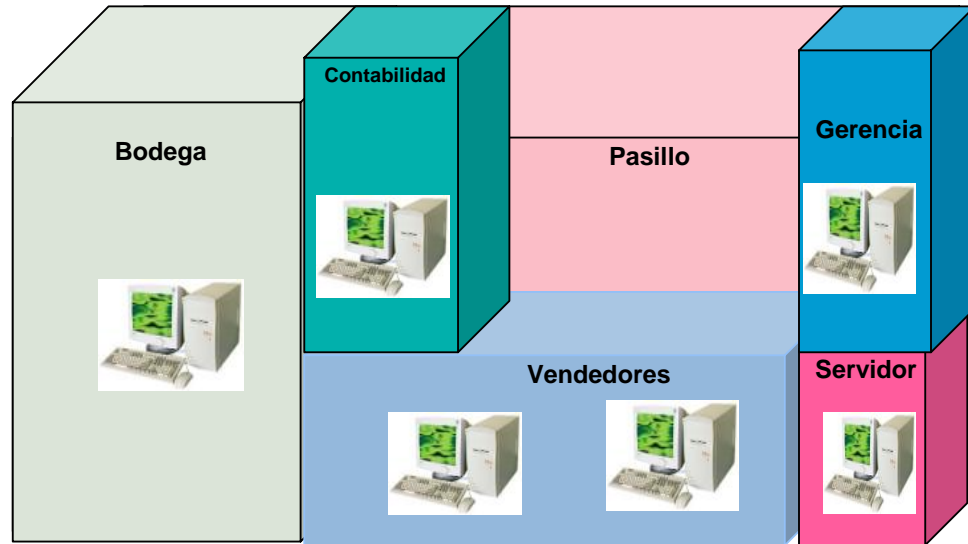 Contabilidad
Gerencia
Bodega
Pasillo
Vendedores
Servidor